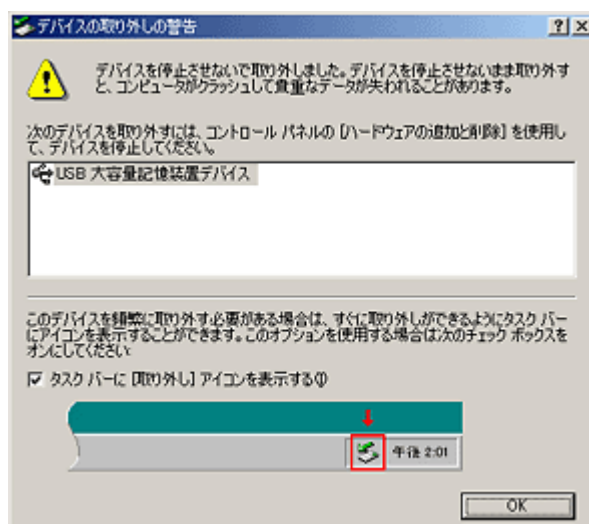 デバイスの取り外しの警告
デバイスを停止させないで取り外しました。デバイスを停止させないまま取り外す
と、コンピュータがクラッシュして貴重なデータが失われることがあります。
次のデバイスを取り外すには、コントロール パネルの [ハードウェアの追加と削除] を使用し
て、デバイスを停止してください。
USB 大容量記憶装置デバイス
このデバイスを頻繁に取り外す必要がある場合は、すぐに取り外しができるようにタスク バー
にアイコンを表示することができます。このオプションを使用する場合は次のチェック ボックスを
オンにしてください:
タスク バーに [取り外し] アイコンを表示する(I)
午後 2:01
OK